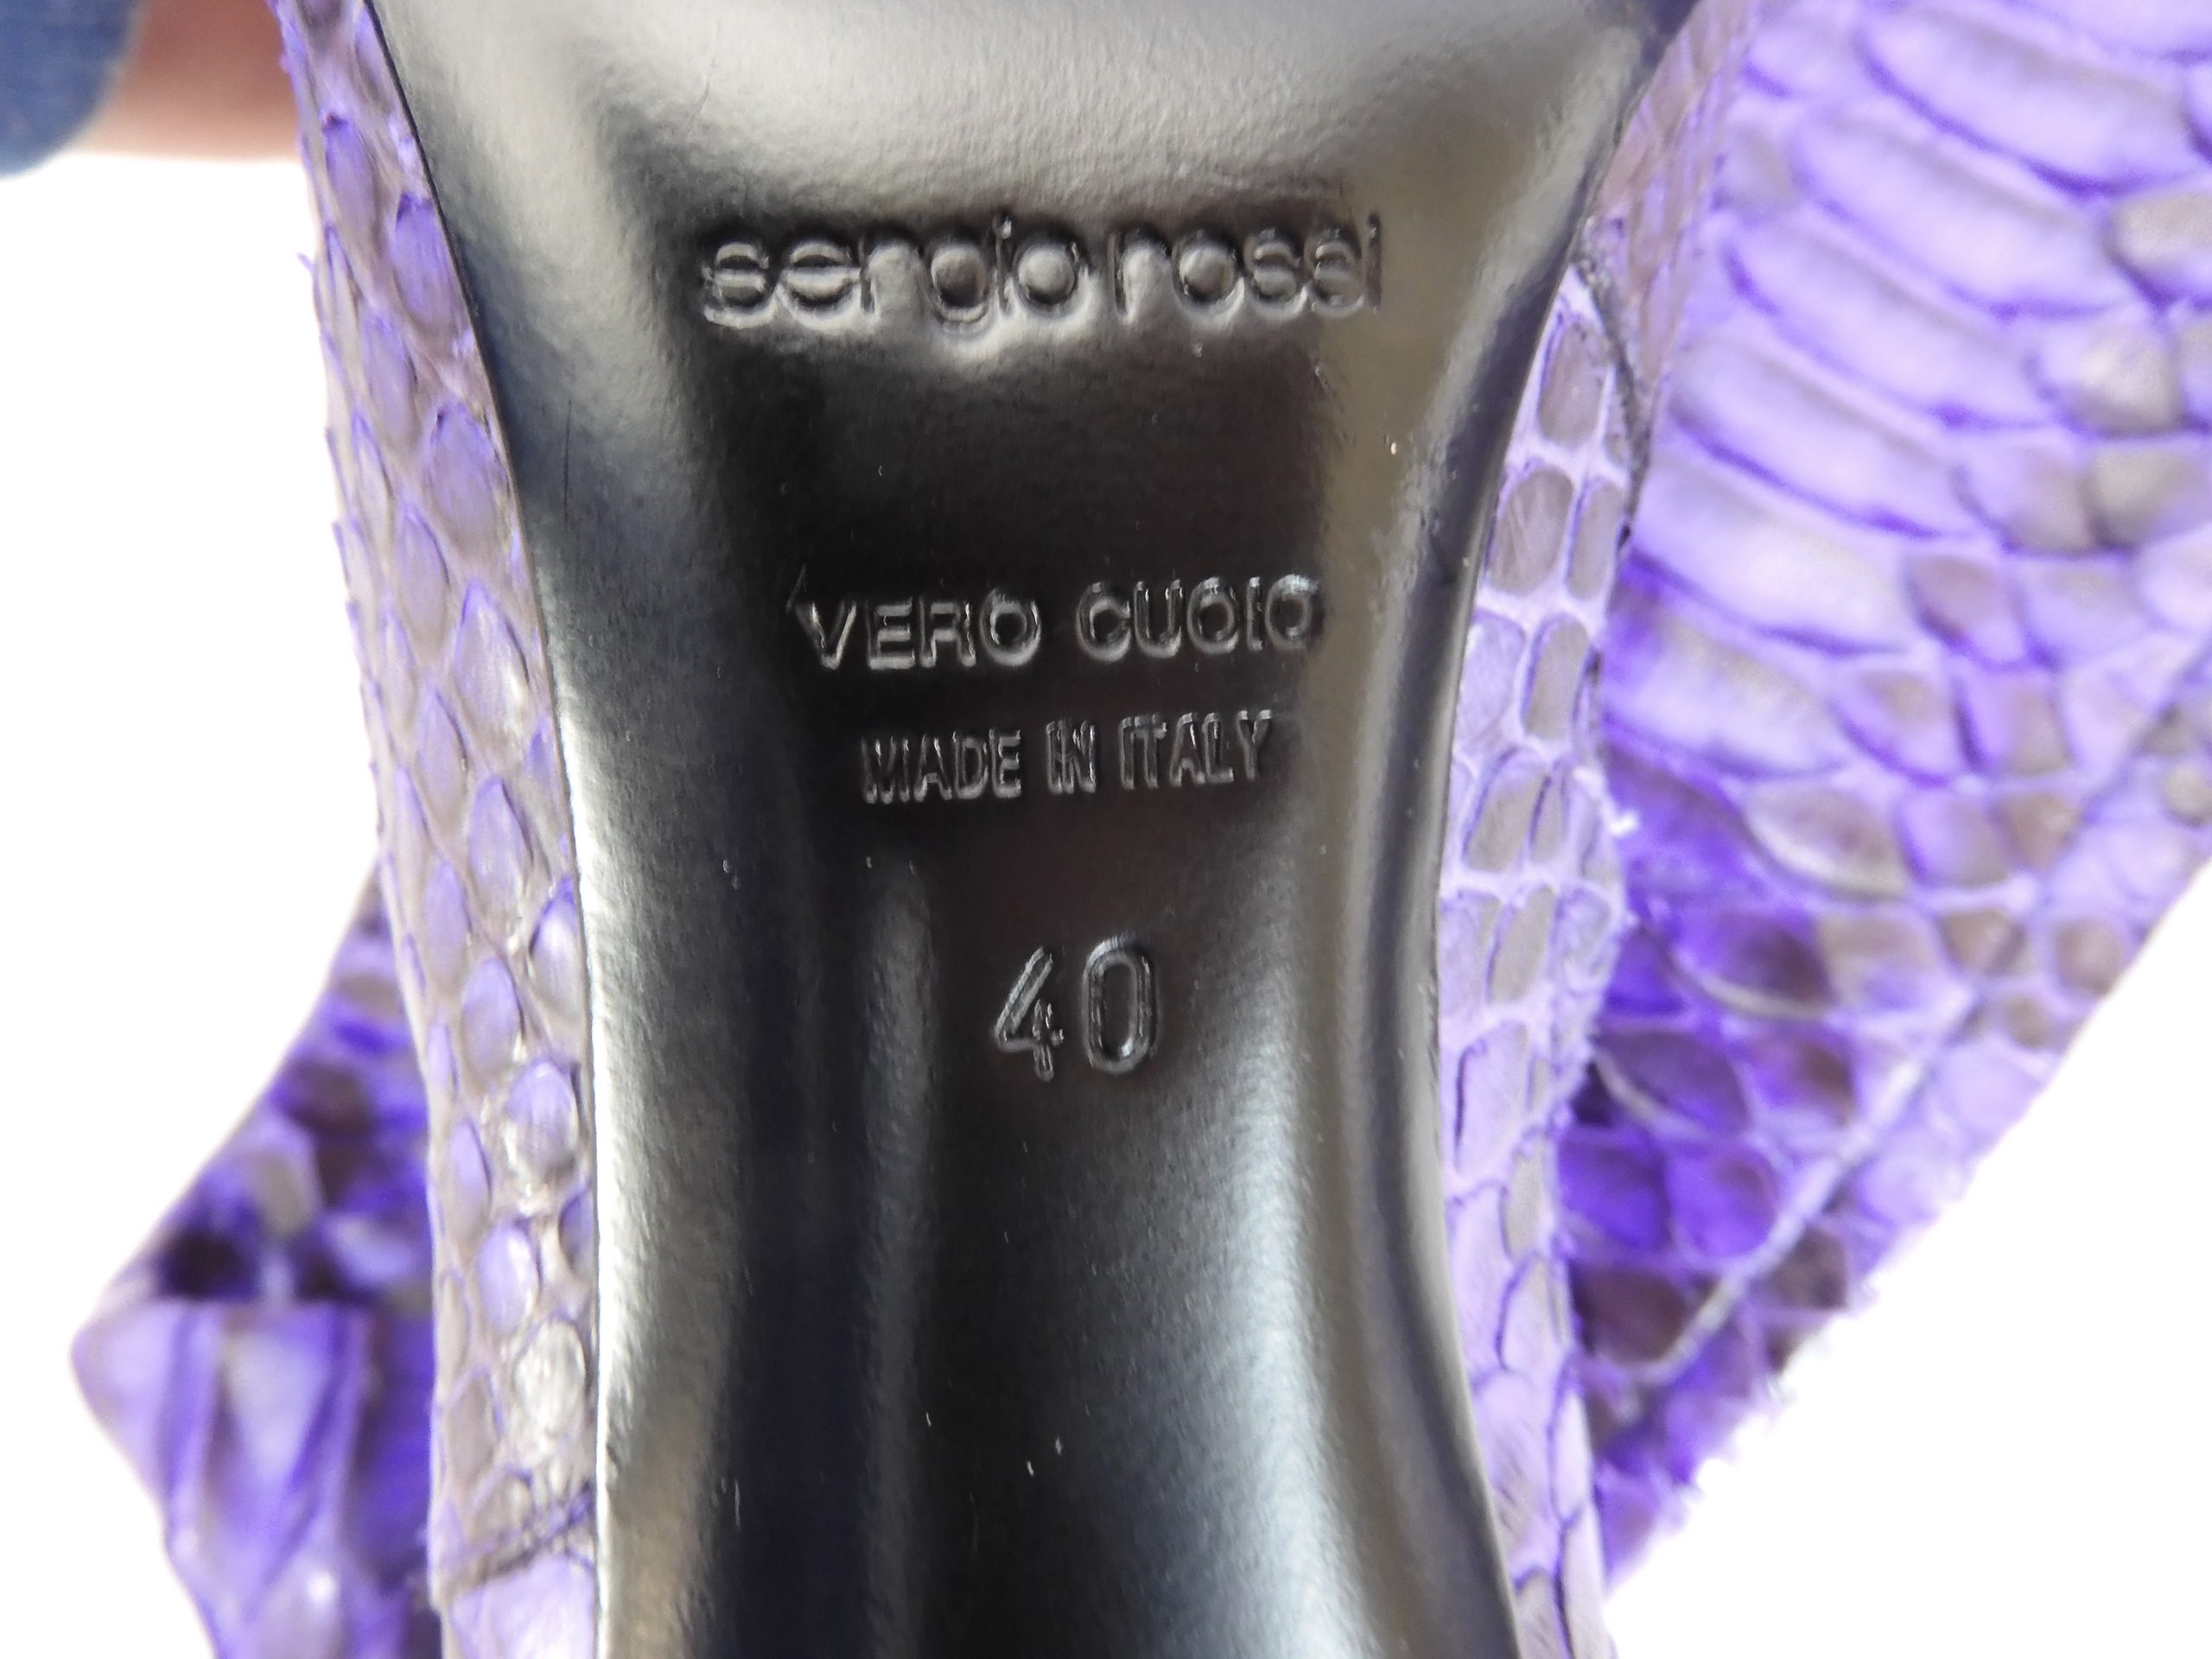 sergio rossi
VERO CUOIO
MADE IN ITALY
40